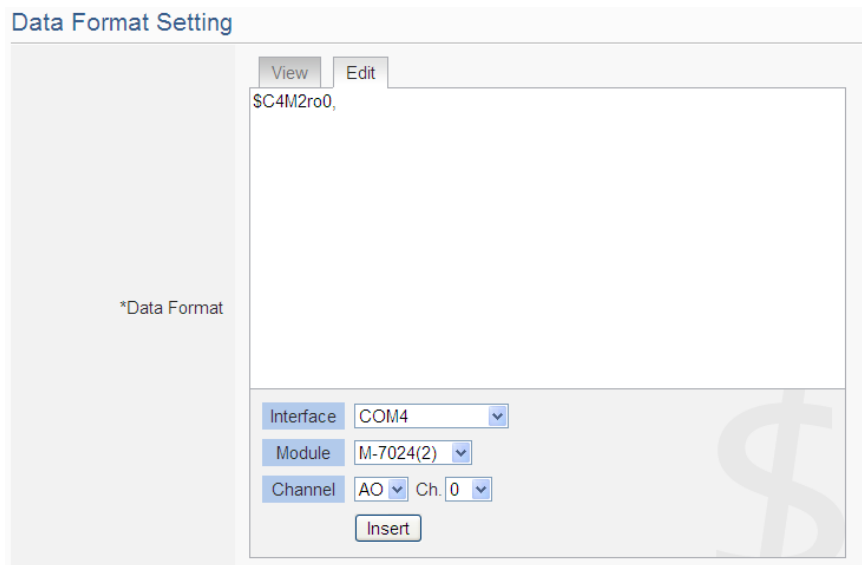 Data Format Setting
View Edit
$C4M2ro0,
*Data Format
Interface COM4
Module M-7024(2)
Channel AO Ch. 0
Insert
$